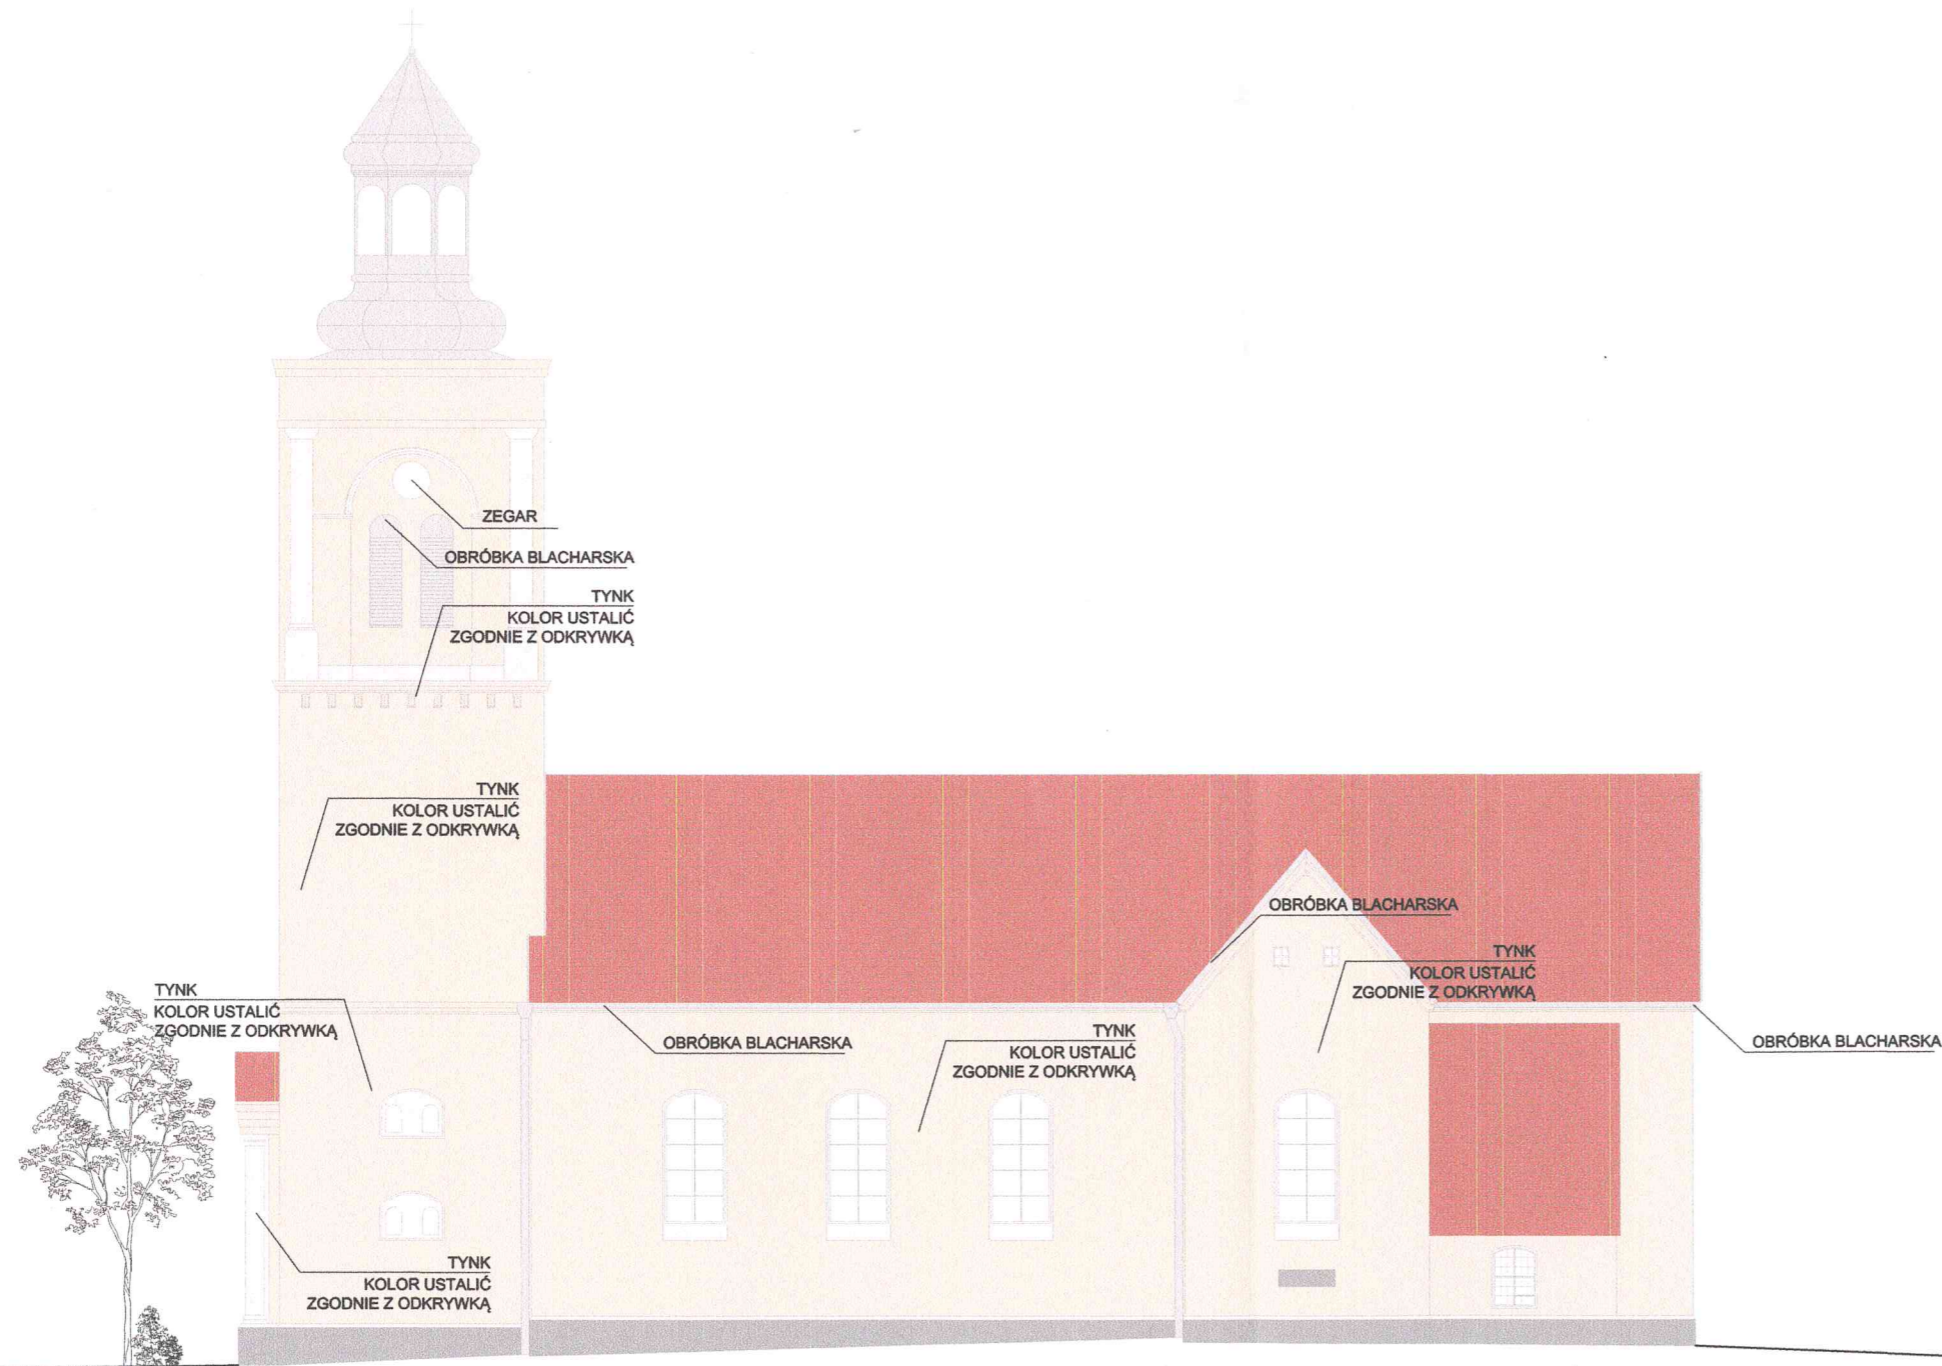 ZEGAR
OBRÓBKA BLACHARSKA
TYNK
KOLOR USTALIĆ
ZGODNIE Z ODKRYWKĄ
TYNK
KOLOR USTALIĆ
ZGODNIE Z ODKRYWKĄ
OBRÓBKA BLACHARSKA
TYNK
KOLOR USTALIĆ
ZGODNIE Z ODKRYWKĄ
TYNK
KOLOR USTALIĆ
ZGODNIE Z ODKRYWKĄ
OBRÓBKA BLACHARSKA
TYNK
KOLOR USTALIĆ
ZGODNIE Z ODKRYWKĄ
OBRÓBKA BLACHARSKA
TYNK
KOLOR USTALIĆ
ZGODNIE Z ODKRYWKĄ